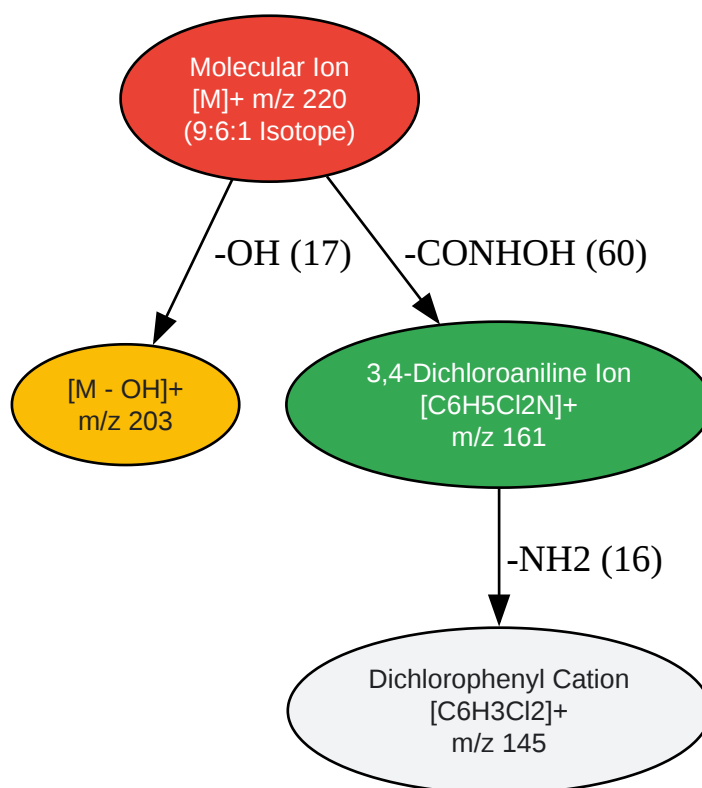 Molecular Ion
[M]+ m/z 220
(9:6:1 Isotope)
-OH (17)
-CONHOH (60)
[M - OH]+
m/z 203
3,4-Dichloroaniline Ion
[C6H5Cl2N]+
m/z 161
-NH2 (16)
Dichlorophenyl Cation
[C6H3Cl2]+
m/z 145